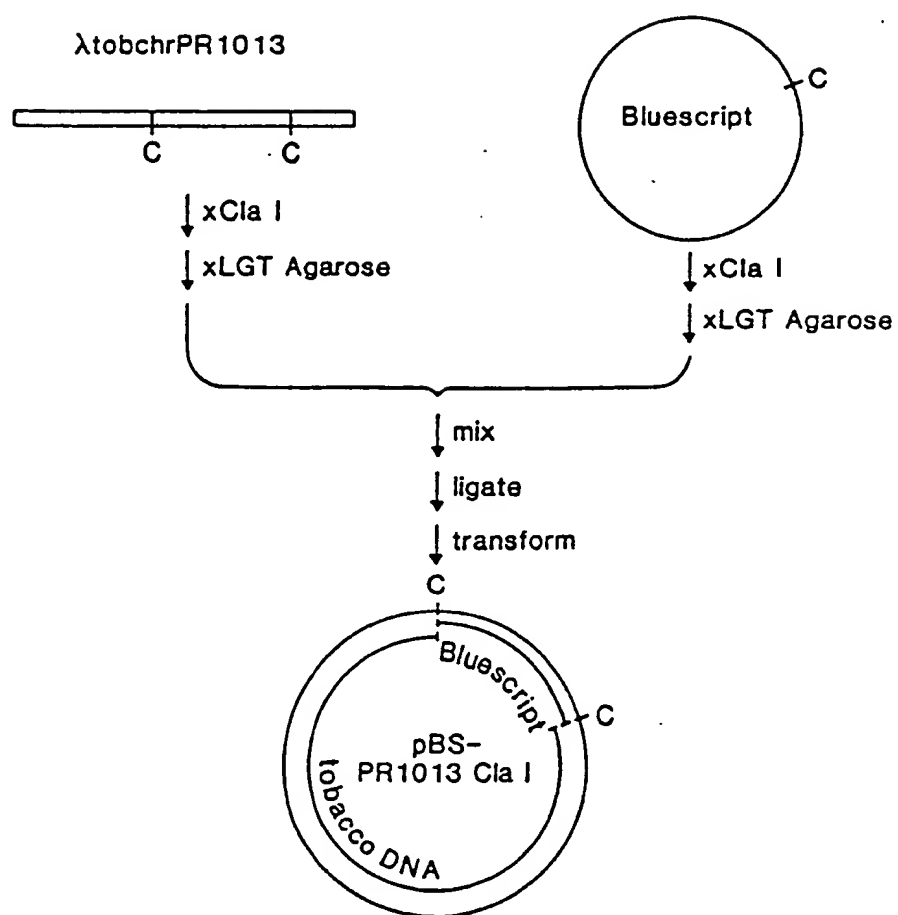 λtobchrPR1013
C
C
Bluescript
C
xCla I
xLGT Agarose
xCla I
xLGT Agarose
mix
ligate
transform
C
Bluescript
C
pBS-
PR1013 Cla I
tobacco DNA